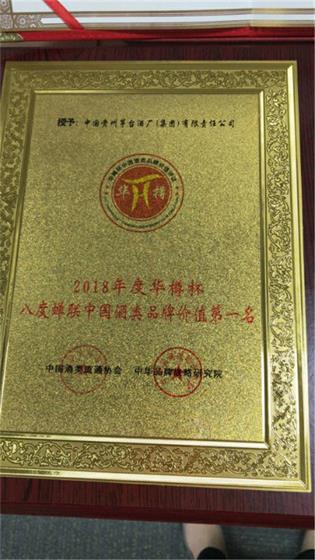 授予：中国贵州茅台酒厂(集团)有限责任公司
华樽
2018年度华樽杯
八度蝉联中国酒类品牌价值第一名
中国酒类流通协会 中华品牌战略研究院